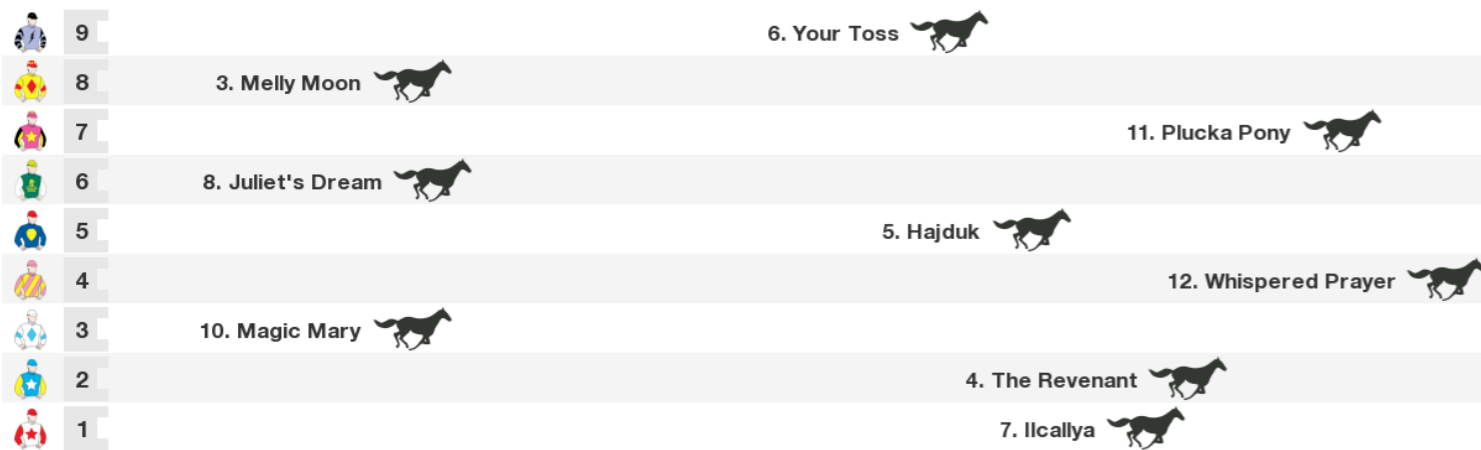 9 6. Your Toss
8 3. Melly Moon
7 11. Plucka Pony
6 8. Juliet's Dream
5 5. Hajduk
4 12. Whispered Prayer
3 10. Magic Mary
2 4. The Revenant
1 7. Ilcallya